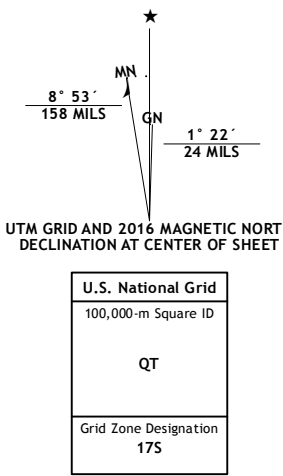 MN
GN
8° 53´
158 MILS
1° 22´
24 MILS
UTM GRID AND 2016 MAGNETIC NORT
DECLINATION AT CENTER OF SHEET
U.S. National Grid
100,000-m Square ID
QT
Grid Zone Designation
17S